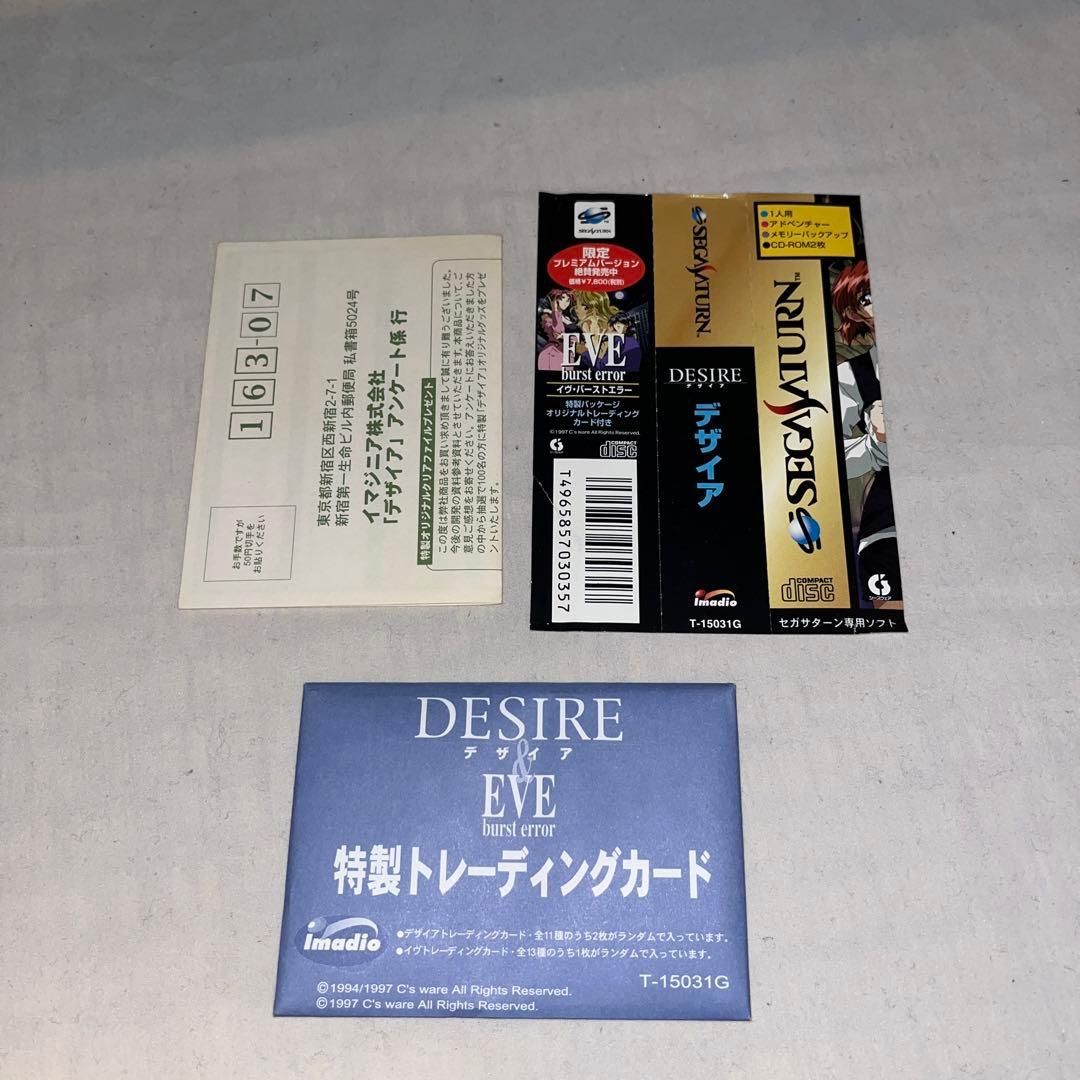 163-07
東京都新宿区西新宿2-7-1
新宿第一生命ビル内郵便局 私書箱5024号
イマジニア株式会社
「デザイア」アンケート係 行
お手数ですが
50円切手を
お貼りください
特製オリジナルクリアファイルプレゼント
この度は弊社商品をお買い求め頂きまして誠に有り難うございました。
今後の開発の資料参考資料とさせていただきます。本商品について、ご
意見ご感想をお寄せください。アンケートにお答えいただきました方
の中から抽選で100名の方に特製「デザイア」オリジナルグッズをプレゼ
ントいたします。
SEGA SATURN
限定
プレミアムバージョン
絶賛発売中
価格¥7,800(税別)
EVE
burst error
イヴ・バーストエラー
特製パッケージ
オリジナルトレーディング
カード付き
©1997 C's ware All Rights Reserved.
COMPACT
disc
T4965857030357
SEGA SATURN™
DESIRE
デザイア
デザイア
imadio
T-15031G
●1人用
●アドベンチャー
●メモリーバックアップ
●CD-ROM2枚
SEGA SATURN™
COMPACT
disc
シーズウェア
セガサターン専用ソフト
DESIRE
デザイア
&
EVE
burst error
特製トレーディングカード
imadio
●デザイアトレーディングカード・全11種のうち2枚がランダムで入っています。
●イヴトレーディングカード・全13種のうち1枚がランダムで入っています。
©1994/1997 C's ware All Rights Reserved.
©1997 C's ware All Rights Reserved.
T-15031G